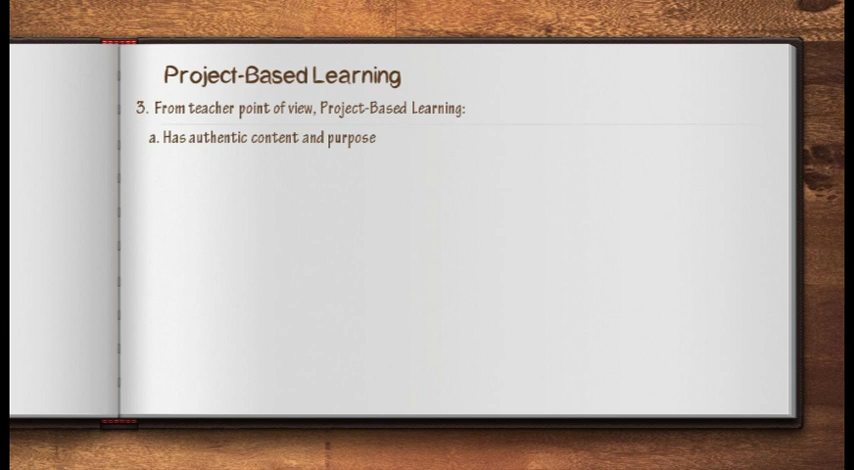 Project-Based Learning
3. From teacher point of view, Project-Based Learning:
a. Has authentic content and purpose